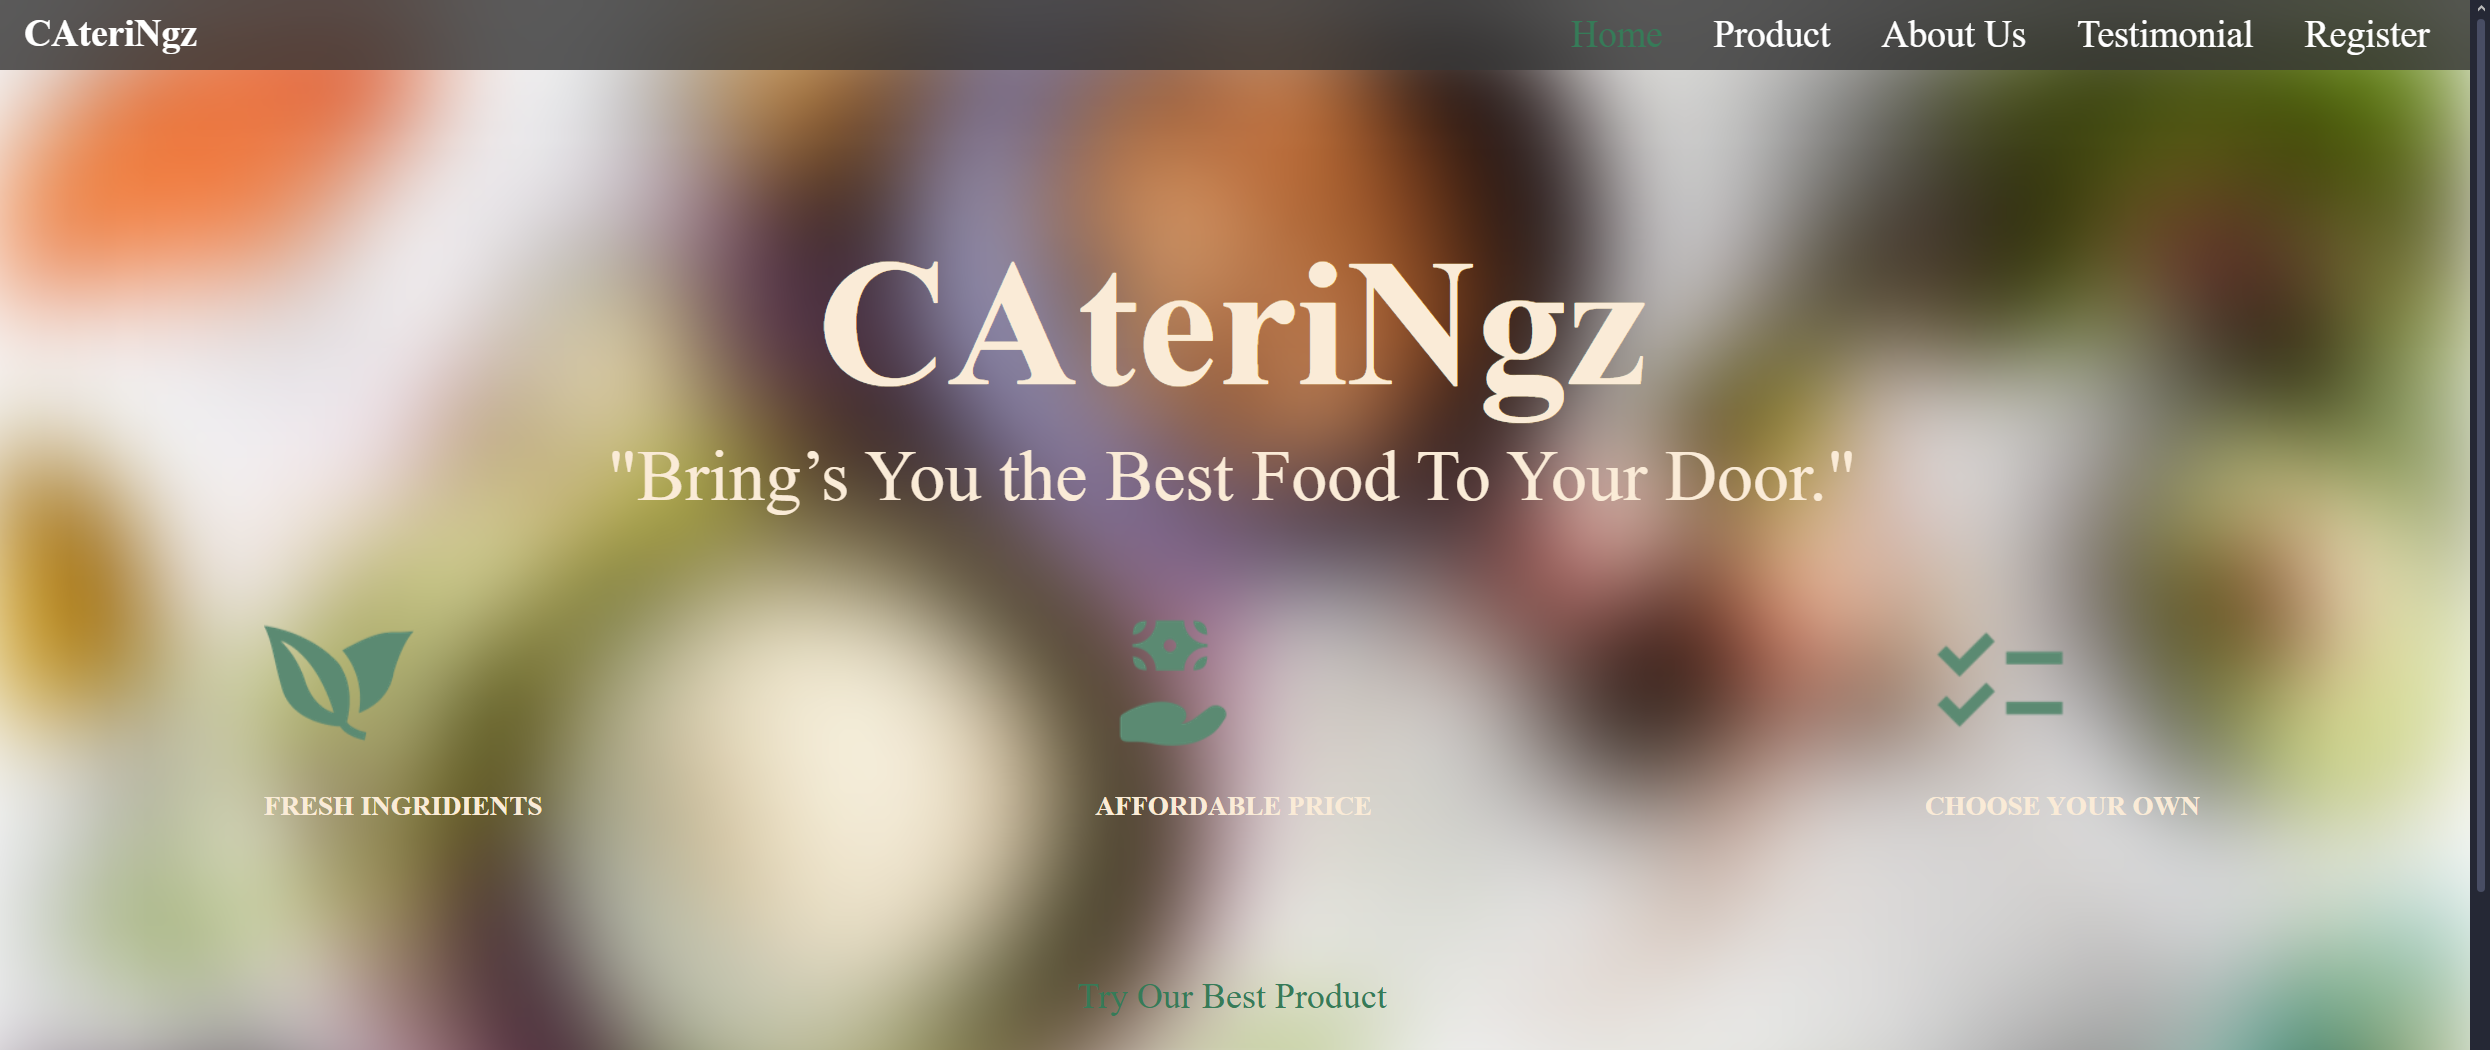 CAteriNgz
Home Product About Us Testimonial Register
CAteriNgz
"Bring’s You the Best Food To Your Door."
FRESH INGRIDIENTS
AFFORDABLE PRICE
CHOOSE YOUR OWN
Try Our Best Product